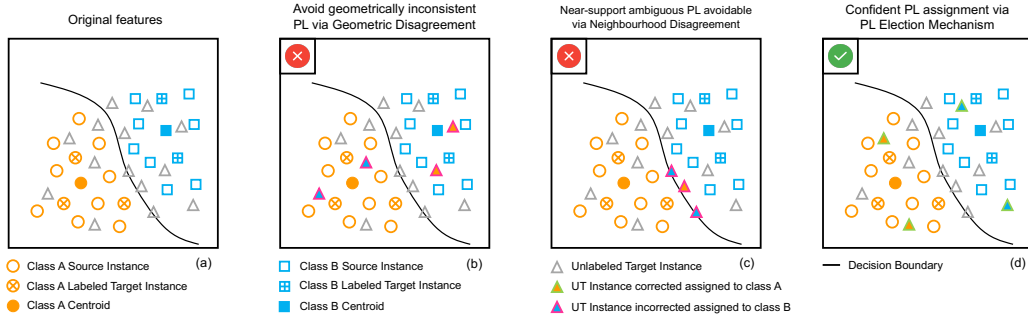 Original features
Avoid geometrically inconsistent
PL via Geometric Disagreement
Near-support ambiguous PL avoidable
via Neighbourhood Disagreement
Confident PL assignment via
PL Election Mechanism
(a)
(b)
(c)
(d)
Class A Source Instance
Class A Labeled Target Instance
Class A Centroid
Class B Source Instance
Class B Labeled Target Instance
Class B Centroid
Unlabeled Target Instance
UT Instance corrected assigned to class A
UT Instance incorrected assigned to class B
Decision Boundary